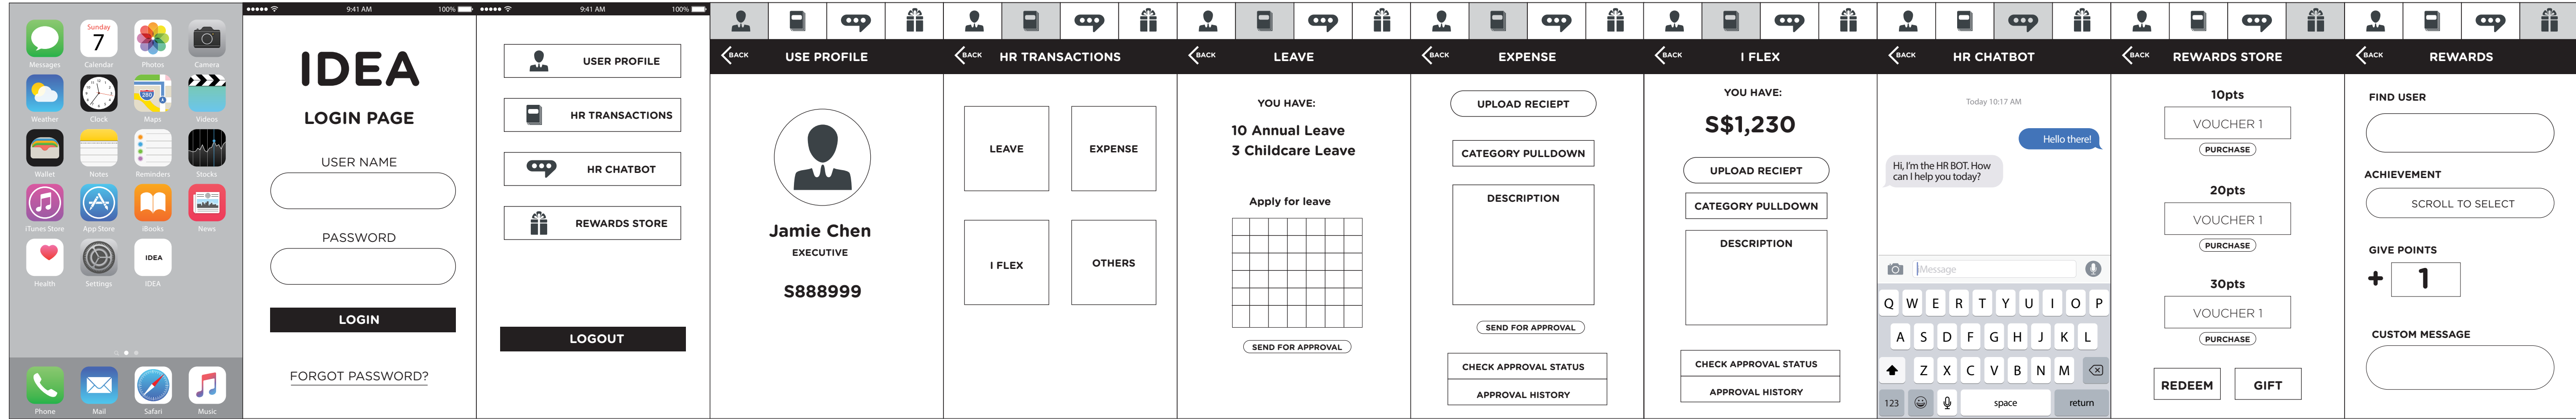 Sunday
7
Messages
Calendar
Photos
Camera
280
Weather
Clock
Maps
Videos
Wallet
Notes
Reminders
Stocks
iTunes Store
App Store
iBooks
News
IDEA
Health
Settings
IDEA
Phone
Mail
Safari
Music
9:41 AM
100%
IDEA
LOGIN PAGE
USER NAME
PASSWORD
LOGIN
FORGOT PASSWORD?
9:41 AM
100%
USER PROFILE
HR TRANSACTIONS
HR CHATBOT
REWARDS STORE
LOGOUT
BACK
USE PROFILE
Jamie Chen
EXECUTIVE
S888999
BACK
HR TRANSACTIONS
LEAVE
EXPENSE
I FLEX
OTHERS
BACK
LEAVE
YOU HAVE:
10 Annual Leave
3 Childcare Leave
Apply for leave
SEND FOR APPROVAL
BACK
EXPENSE
UPLOAD RECIEPT
CATEGORY PULLDOWN
DESCRIPTION
SEND FOR APPROVAL
CHECK APPROVAL STATUS
APPROVAL HISTORY
BACK
I FLEX
YOU HAVE:
S$1,230
UPLOAD RECIEPT
CATEGORY PULLDOWN
DESCRIPTION
CHECK APPROVAL STATUS
APPROVAL HISTORY
BACK
HR CHATBOT
Today 10:17 AM
Hello there!
Hi, I'm the HR BOT. How
can I help you today?
Message
Q W E R T Y U I O P
A S D F G H J K L
Z X C V B N M
123
space
return
BACK
REWARDS STORE
10pts
VOUCHER 1
PURCHASE
20pts
VOUCHER 1
PURCHASE
30pts
VOUCHER 1
PURCHASE
REDEEM
GIFT
BACK
REWARDS
FIND USER
ACHIEVEMENT
SCROLL TO SELECT
GIVE POINTS
+ 1
CUSTOM MESSAGE